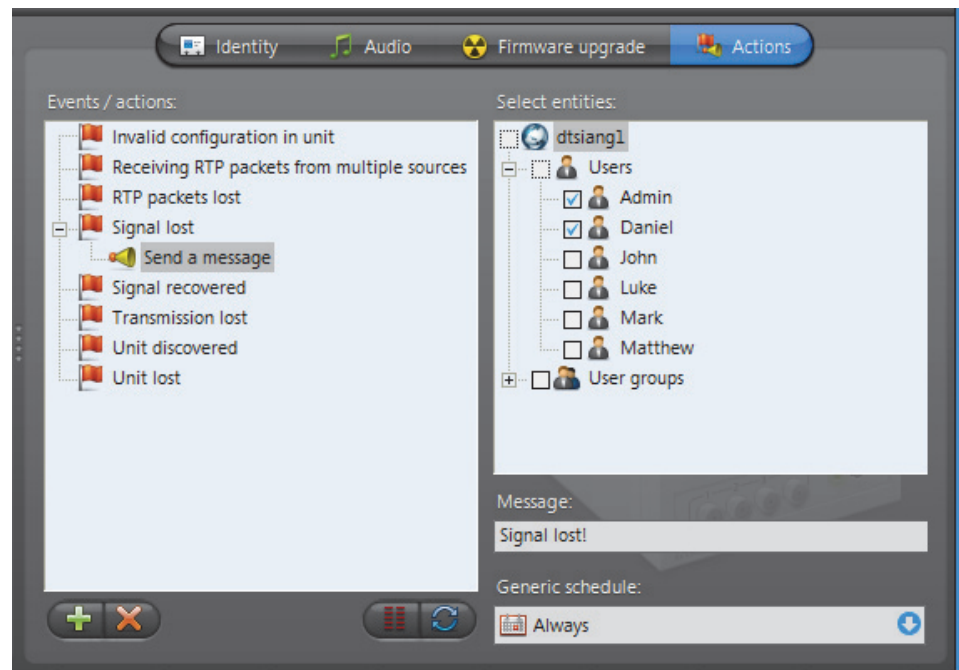 Identity
Audio
Firmware upgrade
Actions
Events / actions:
Invalid configuration in unit
Receiving RTP packets from multiple sources
RTP packets lost
Signal lost
Send a message
Signal recovered
Transmission lost
Unit discovered
Unit lost
Select entities:
dtsiang1
Users
Admin
Daniel
John
Luke
Mark
Matthew
User groups
Message:
Signal lost!
Generic schedule:
Always